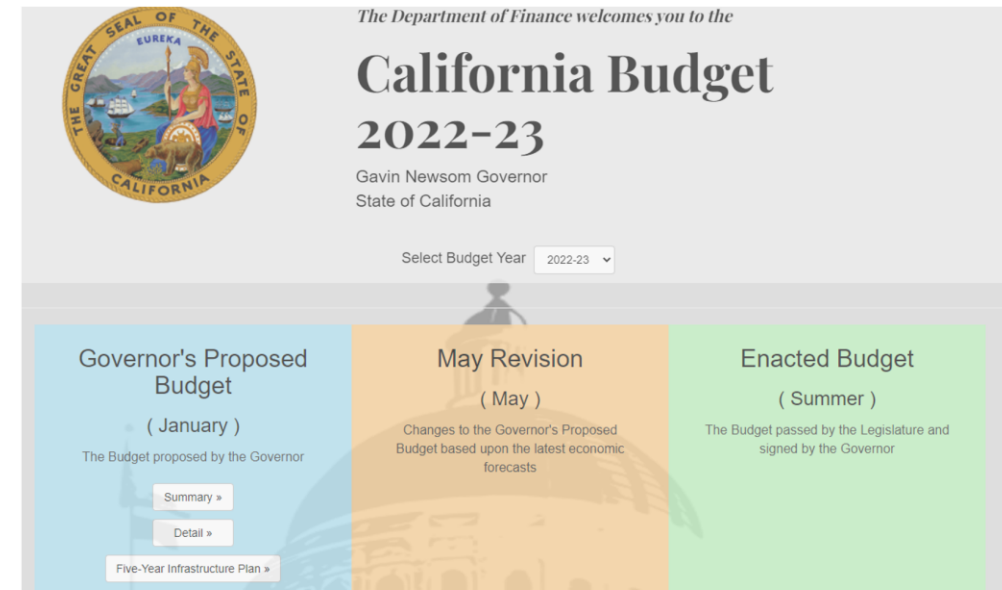 THE GREAT SEAL OF THE STATE OF CALIFORNIA
EUREKA
The Department of Finance welcomes you to the
California Budget
2022-23
Gavin Newsom Governor
State of California
Select Budget Year 2022-23
Governor's Proposed
Budget
( January )
The Budget proposed by the Governor
Summary »
Detail »
Five-Year Infrastructure Plan »
May Revision
( May )
Changes to the Governor's Proposed
Budget based upon the latest economic
forecasts
Enacted Budget
( Summer )
The Budget passed by the Legislature and
signed by the Governor